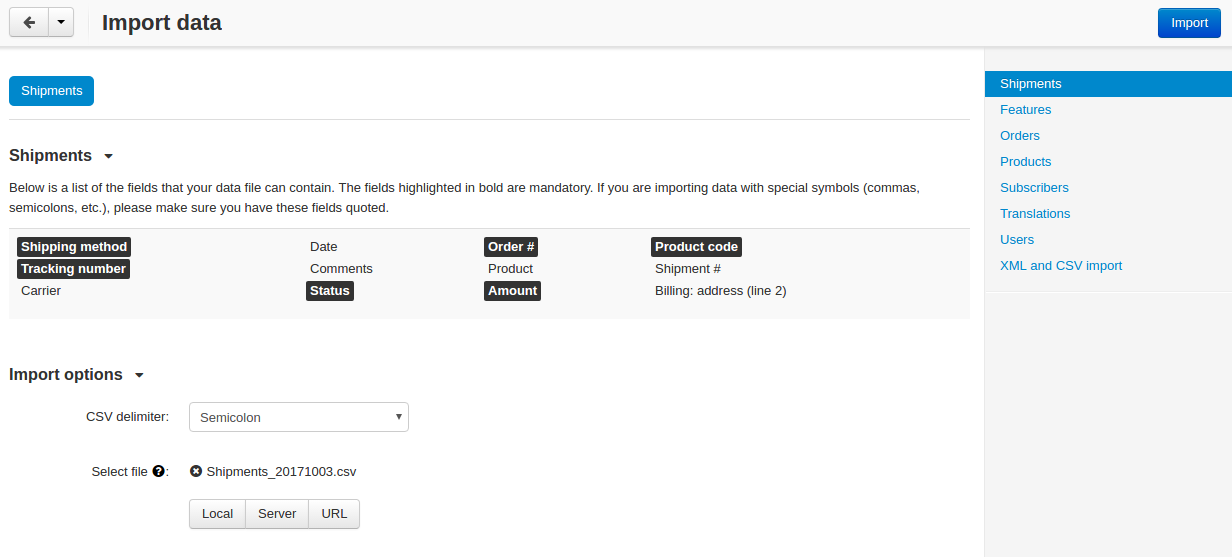 Import data
Import
Shipments
Shipments
Below is a list of the fields that your data file can contain. The fields highlighted in bold are mandatory. If you are importing data with special symbols (commas,
semicolons, etc.), please make sure you have these fields quoted.
Shipping method Date Order # Product code
Tracking number Comments Product Shipment #
Carrier Status Amount Billing: address (line 2)
Import options
CSV delimiter: Semicolon
Select file ?: Shipments_20171003.csv
Local Server URL
Shipments
Features
Orders
Products
Subscribers
Translations
Users
XML and CSV import